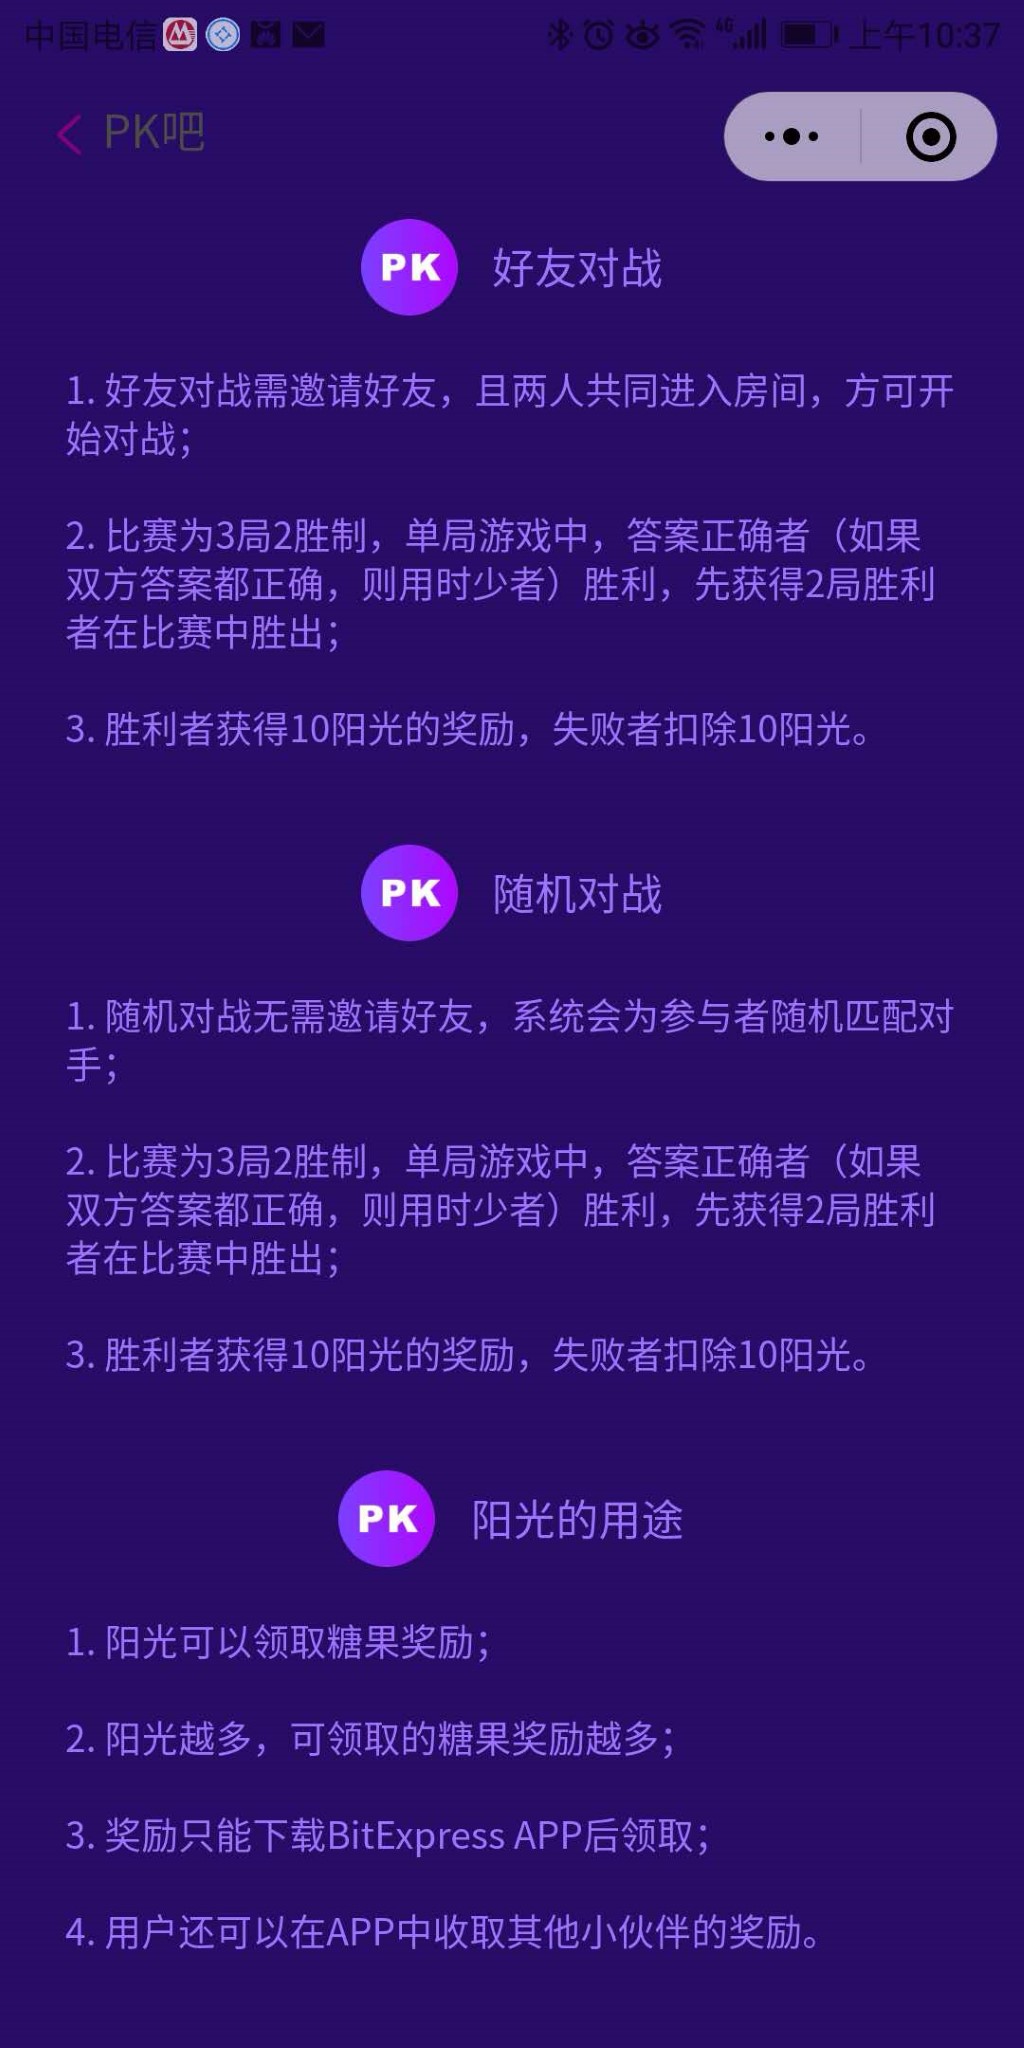 中国电信
4G
上午10:37
PK吧
PK 好友对战
1. 好友对战需邀请好友，且两人共同进入房间，方可开
始对战；
2. 比赛为3局2胜制，单局游戏中，答案正确者（如果
双方答案都正确，则用时少者）胜利，先获得2局胜利
者在比赛中胜出；
3. 胜利者获得10阳光的奖励，失败者扣除10阳光。
PK 随机对战
1. 随机对战无需邀请好友，系统会为参与者随机匹配对
手；
2. 比赛为3局2胜制，单局游戏中，答案正确者（如果
双方答案都正确，则用时少者）胜利，先获得2局胜利
者在比赛中胜出；
3. 胜利者获得10阳光的奖励，失败者扣除10阳光。
PK 阳光的用途
1. 阳光可以领取糖果奖励；
2. 阳光越多，可领取的糖果奖励越多；
3. 奖励只能下载BitExpress APP后领取；
4. 用户还可以在APP中收取其他小伙伴的奖励。